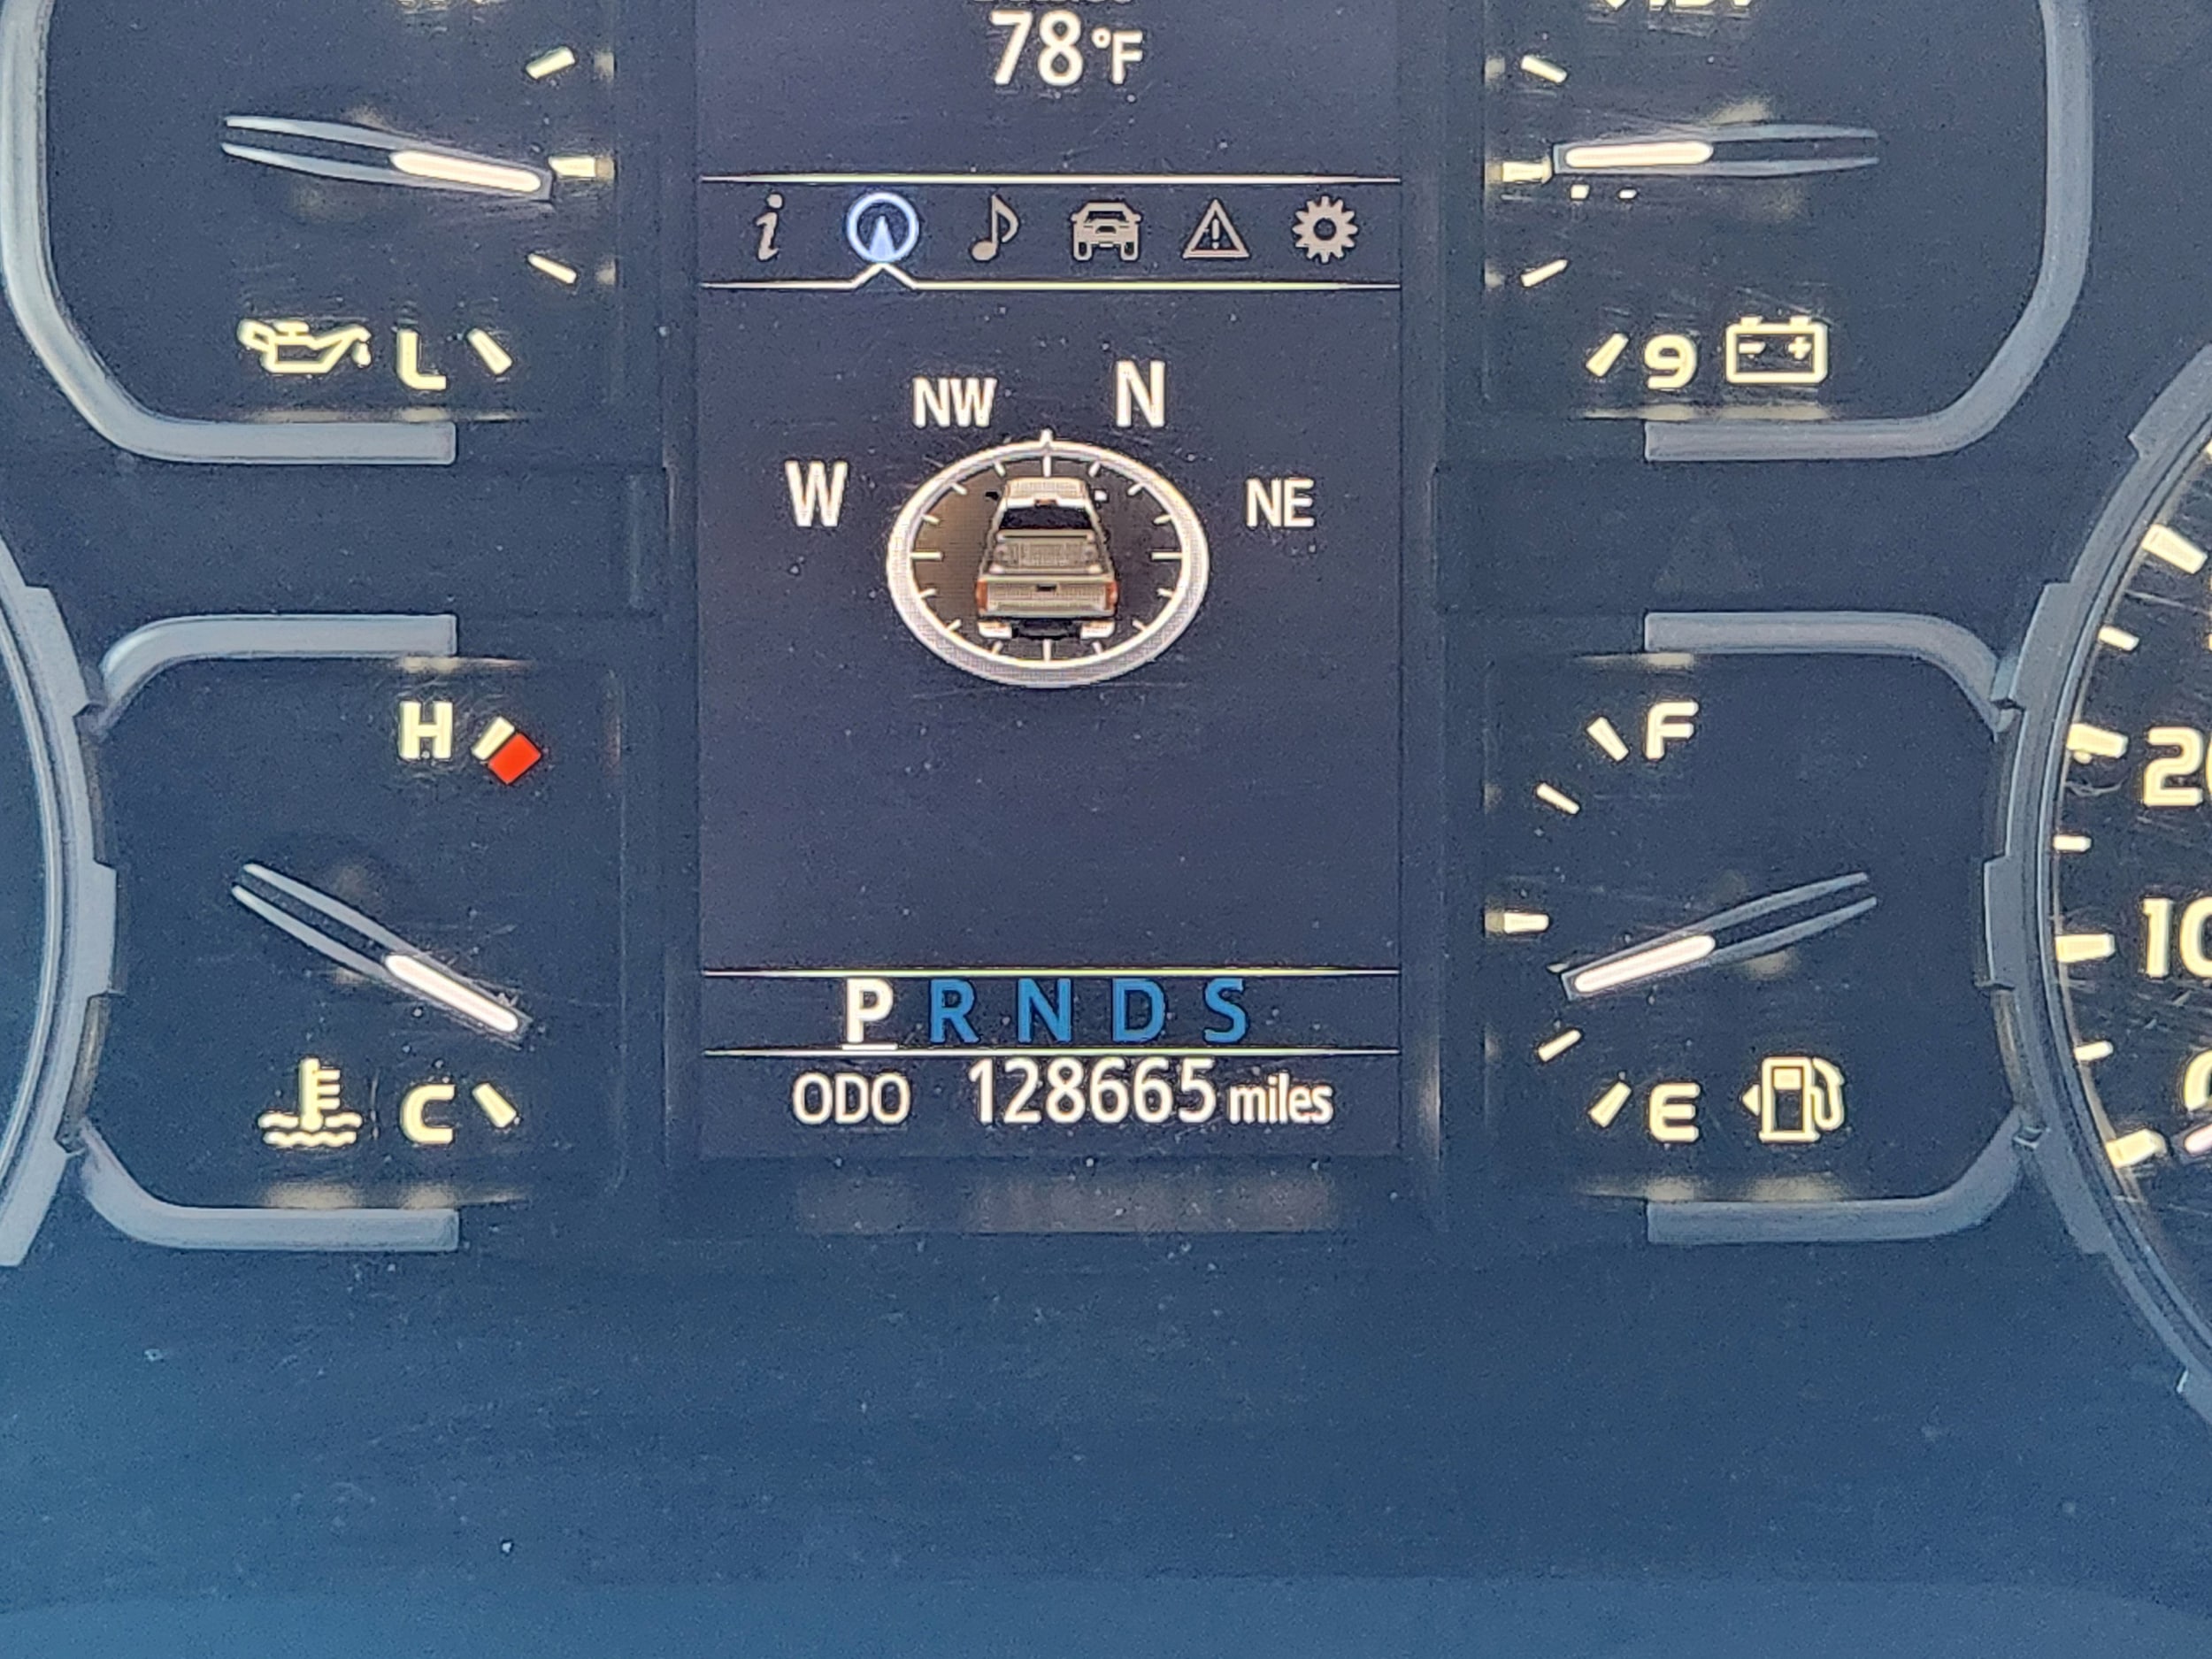 78°F
i
NW N
W NE
L
9
H
F
20
10
P R N D S
C
E
ODO 128665 miles